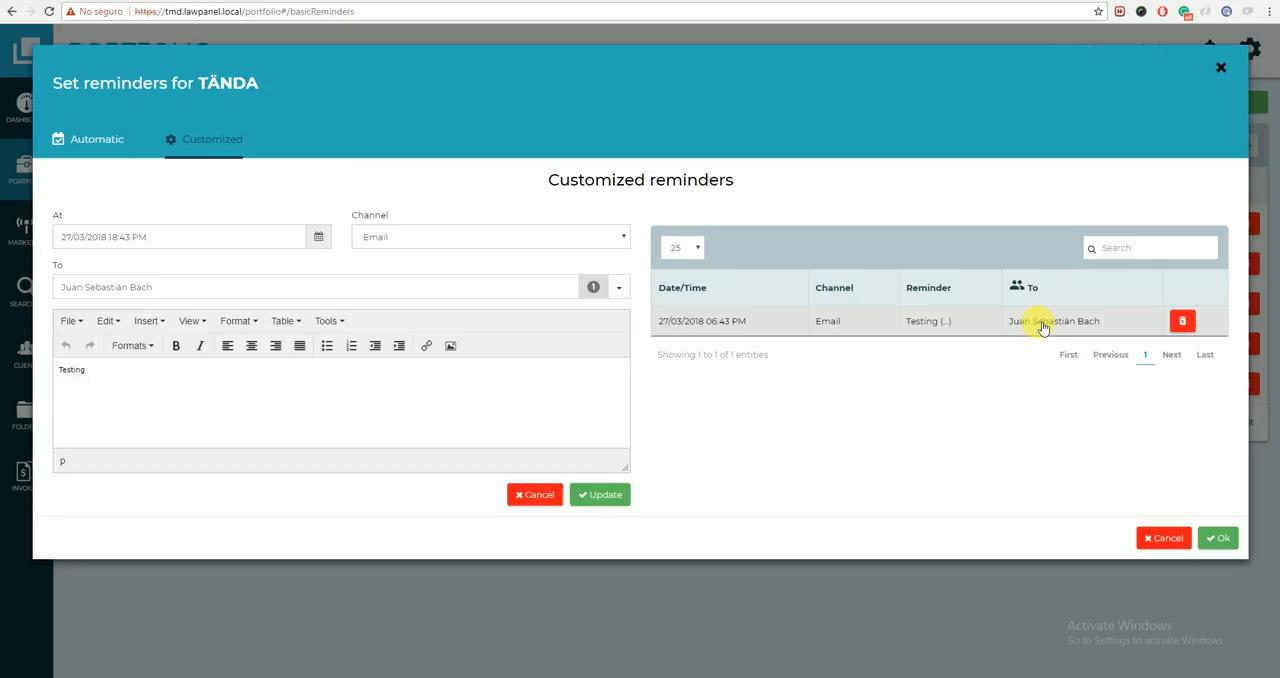 No seguro https://tmd.lawpanel.local/portfolio#/basicReminders
Set reminders for TÄNDA
Automatic Customized
Customized reminders
At
27/03/2018 18:43 PM
Channel
Email
To
Juan Sebastián Bach 1
File Edit Insert View Format Table Tools
Formats B I
Testing
p
Cancel Update
25 Search
Date/Time Channel Reminder To
27/03/2018 06:43 PM Email Testing (...) Juan Sebastián Bach
Showing 1 to 1 of 1 entities First Previous 1 Next Last
Cancel Ok
Activate Windows
Go to Settings to activate Windows.